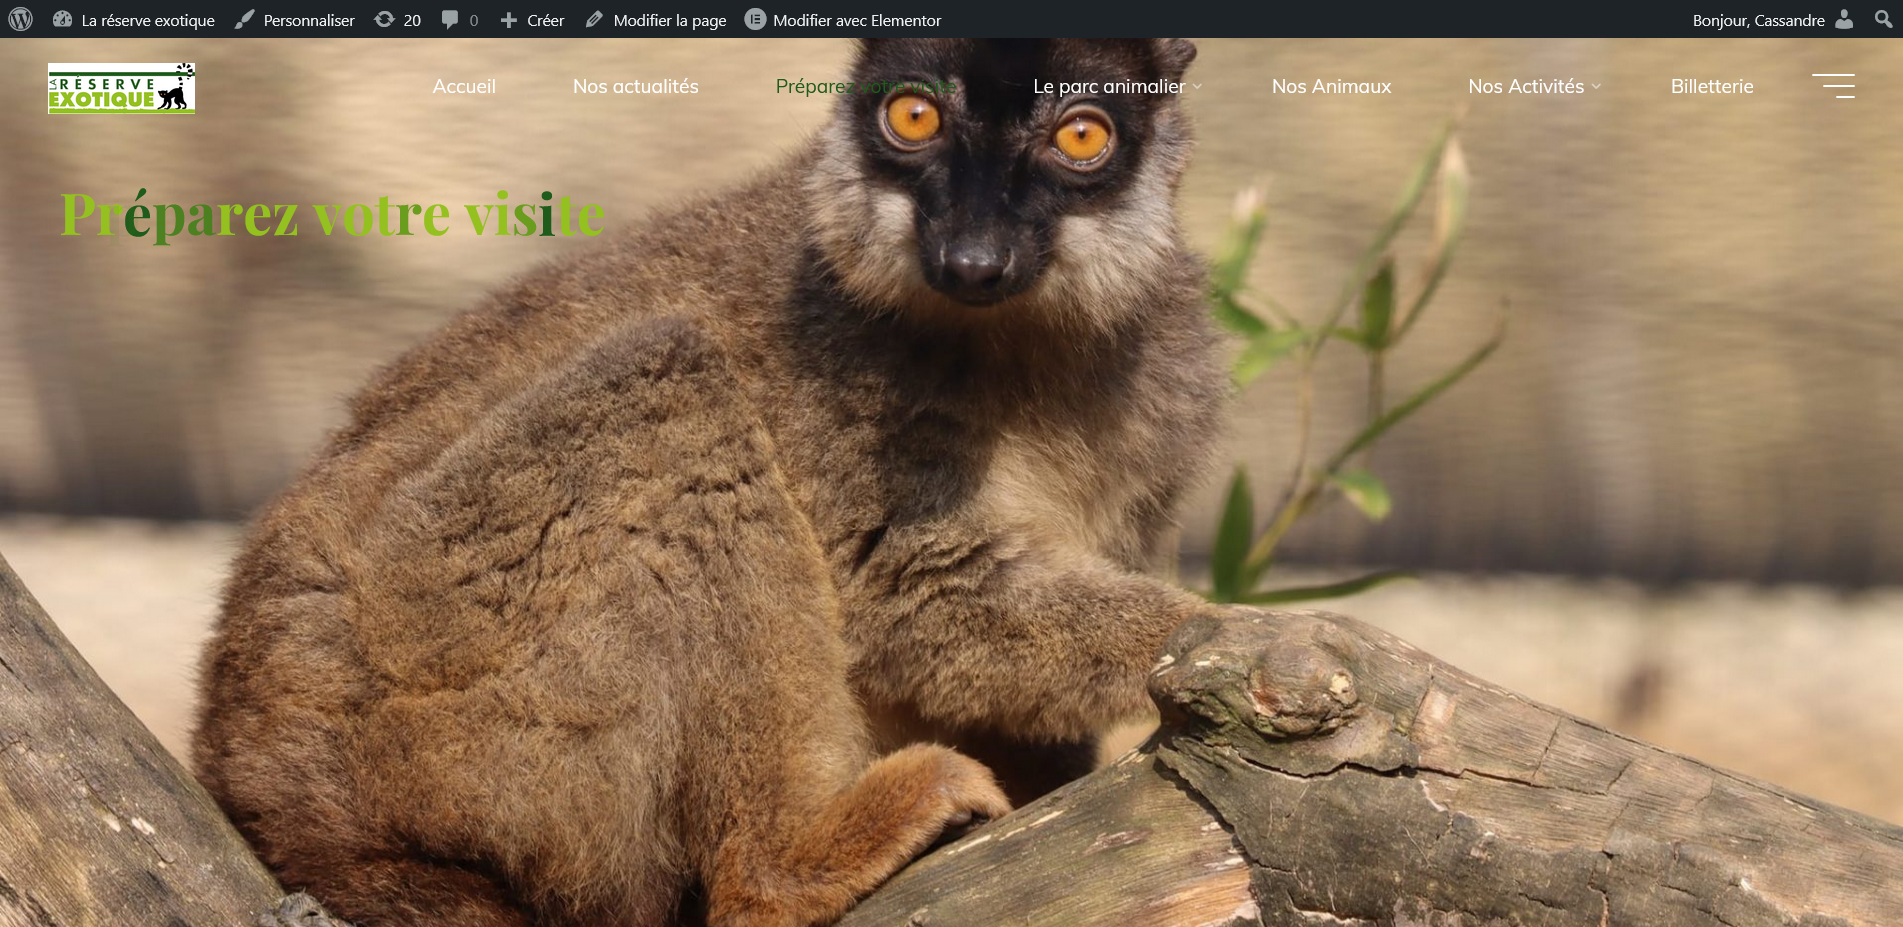 La réserve exotique Personnaliser 20 0 Créer Modifier la page Modifier avec Elementor Bonjour, Cassandre
LA RÉSERVE
EXOTIQUE
Accueil Nos actualités Préparez votre visite Le parc animalier Nos Animaux Nos Activités Billetterie
Préparez votre visite